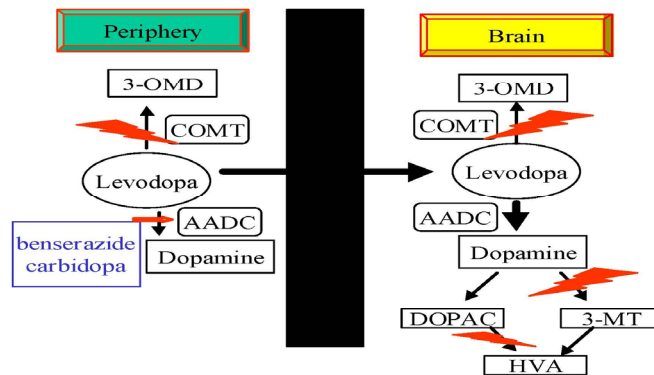 Periphery
3-OMD
COMT
Levodopa
AADC
benserazide
carbidopa
Dopamine
Brain
3-OMD
COMT
Levodopa
AADC
Dopamine
DOPAC
3-MT
HVA